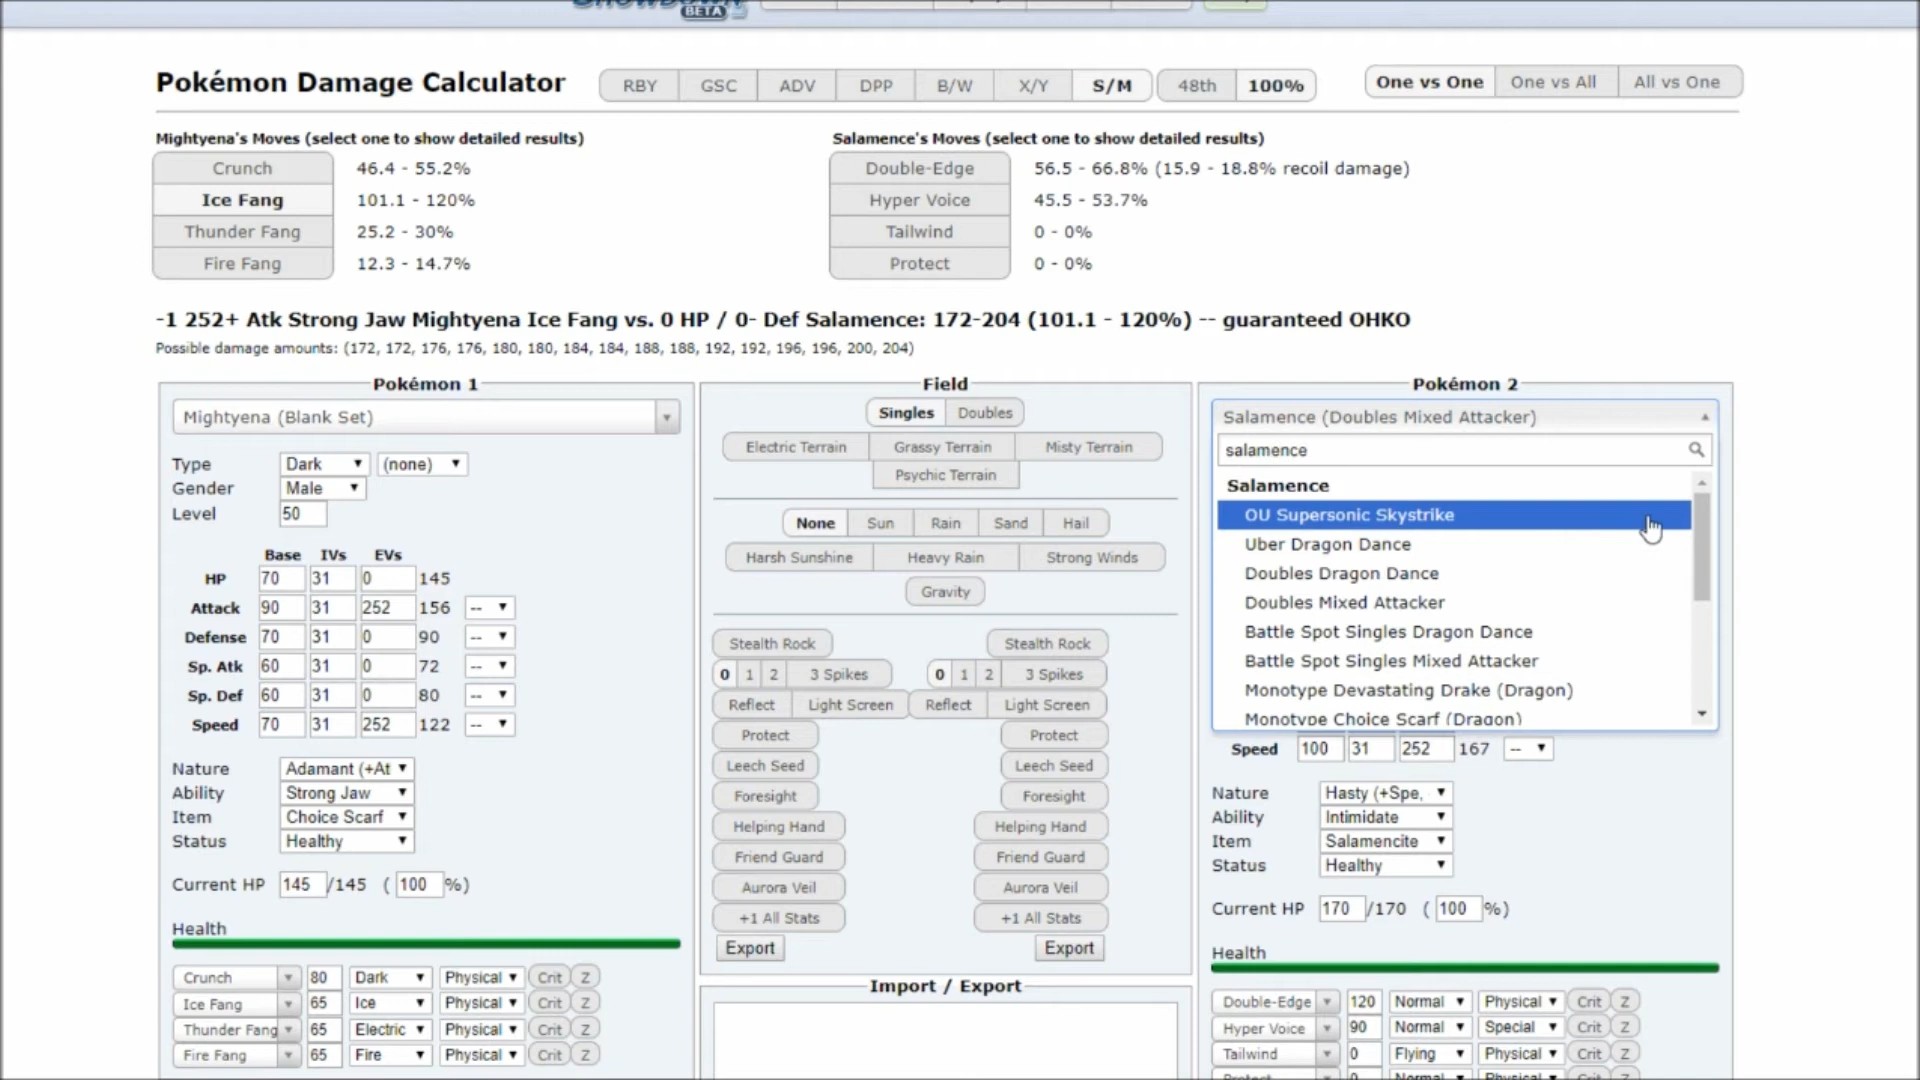 BETA
Pokémon Damage Calculator
RBY GSC ADV DPP B/W X/Y S/M 48th 100% One vs One One vs All All vs One
Mightyena's Moves (select one to show detailed results)
Crunch 46.4 - 55.2%
Ice Fang 101.1 - 120%
Thunder Fang 25.2 - 30%
Fire Fang 12.3 - 14.7%
Salamence's Moves (select one to show detailed results)
Double-Edge 56.5 - 66.8% (15.9 - 18.8% recoil damage)
Hyper Voice 45.5 - 53.7%
Tailwind 0 - 0%
Protect 0 - 0%
-1 252+ Atk Strong Jaw Mightyena Ice Fang vs. 0 HP / 0- Def Salamence: 172-204 (101.1 - 120%) -- guaranteed OHKO
Possible damage amounts: (172, 172, 176, 176, 180, 180, 184, 184, 188, 188, 192, 192, 196, 196, 200, 204)
Pokémon 1
Mightyena (Blank Set)
Type Dark (none)
Gender Male
Level 50
Base IVs EVs
HP 70 31 0 145
Attack 90 31 252 156 --
Defense 70 31 0 90 --
Sp. Atk 60 31 0 72 --
Sp. Def 60 31 0 80 --
Speed 70 31 252 122 --
Nature Adamant (+At
Ability Strong Jaw
Item Choice Scarf
Status Healthy
Current HP 145 /145 ( 100 %)
Health
Crunch 80 Dark Physical Crit Z
Ice Fang 65 Ice Physical Crit Z
Thunder Fang 65 Electric Physical Crit Z
Fire Fang 65 Fire Physical Crit Z
Field
Singles Doubles
Electric Terrain Grassy Terrain Misty Terrain
Psychic Terrain
None Sun Rain Sand Hail
Harsh Sunshine Heavy Rain Strong Winds
Gravity
Stealth Rock Stealth Rock
0 1 2 3 Spikes 0 1 2 3 Spikes
Reflect Light Screen Reflect Light Screen
Protect Protect
Leech Seed Leech Seed
Foresight Foresight
Helping Hand Helping Hand
Friend Guard Friend Guard
Aurora Veil Aurora Veil
+1 All Stats +1 All Stats
Export Export
Import / Export
Pokémon 2
Salamence (Doubles Mixed Attacker)
salamence
Salamence
OU Supersonic Skystrike
Uber Dragon Dance
Doubles Dragon Dance
Doubles Mixed Attacker
Battle Spot Singles Dragon Dance
Battle Spot Singles Mixed Attacker
Monotype Devastating Drake (Dragon)
Monotype Choice Scarf (Dragon)
Speed 100 31 252 167 --
Nature Hasty (+Spe,
Ability Intimidate
Item Salamencite
Status Healthy
Current HP 170 /170 ( 100 %)
Health
Double-Edge 120 Normal Physical Crit Z
Hyper Voice 90 Normal Special Crit Z
Tailwind 0 Flying Physical Crit Z